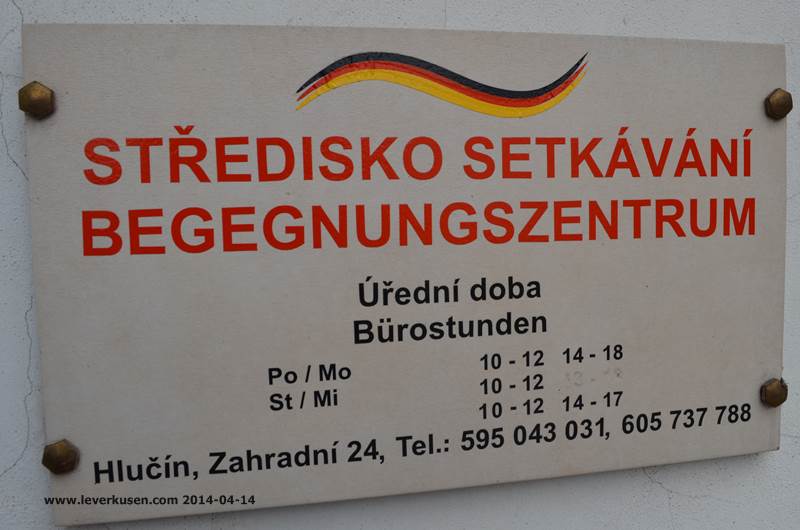 STŘEDISKO SETKÁVÁNÍ
BEGEGNUNGSZENTRUM
Úřední doba
Bürostunden
Po / Mo 10 - 12 14 - 18
St / Mi 10 - 12
10 - 12 14 - 17
Hlučín, Zahradní 24, Tel.: 595 043 031, 605 737 788
www.leverkusen.com 2014-04-14